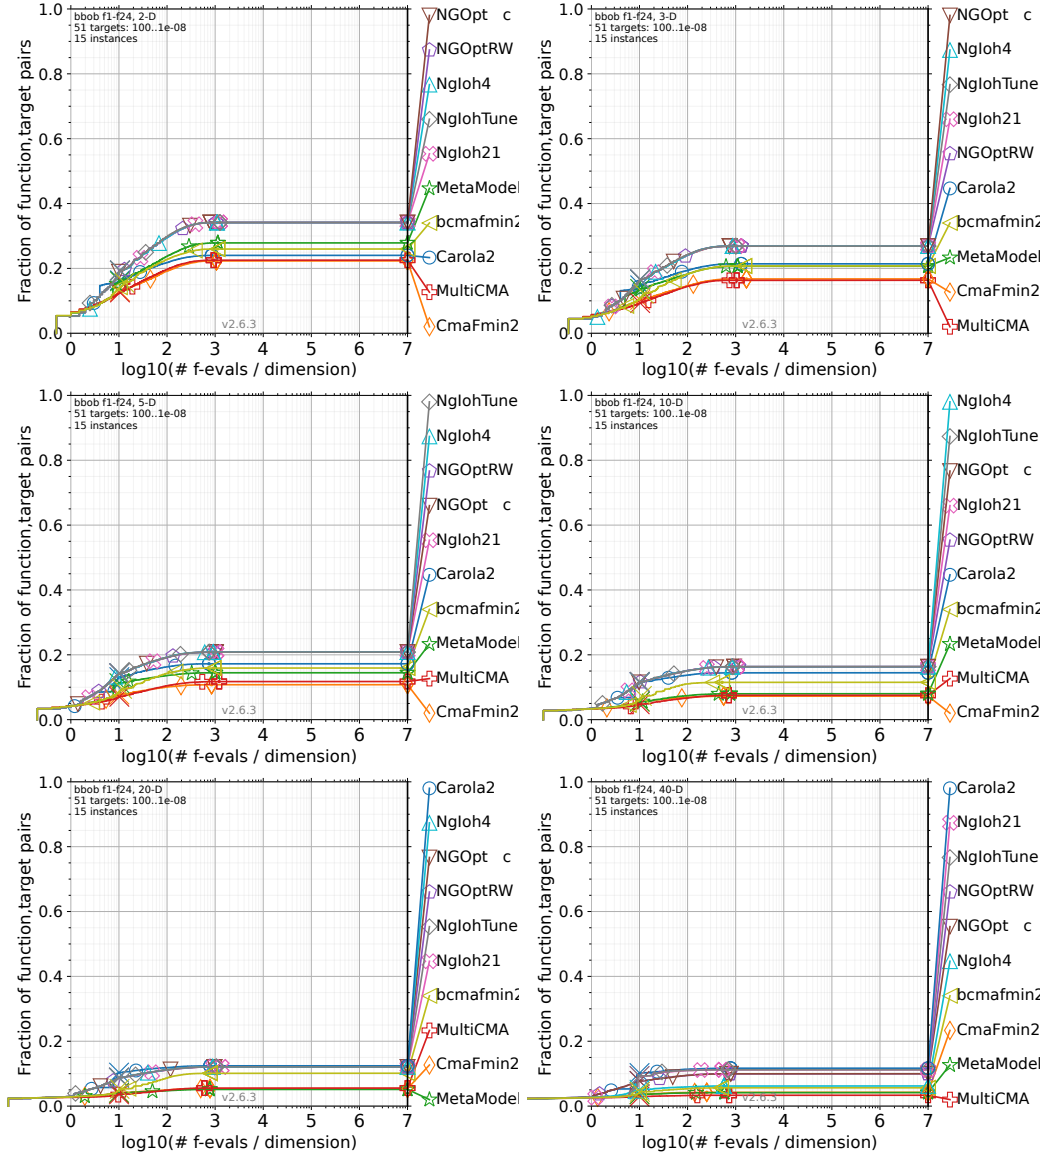 bbob f1-f24, 2-D
51 targets: 100..1e-08
15 instances
Fraction of function,target pairs
1.0
0.8
0.6
0.4
0.2
0.0
0 1 2 3 4 5 6 7
log10(# f-evals / dimension)
v2.6.3
NGOpt c
NGOptRW
NgIoh4
NgIohTune
NgIoh21
MetaModel
bcmafmin2
Carola2
MultiCMA
CmaFmin2
bbob f1-f24, 3-D
51 targets: 100..1e-08
15 instances
Fraction of function,target pairs
1.0
0.8
0.6
0.4
0.2
0.0
0 1 2 3 4 5 6 7
log10(# f-evals / dimension)
v2.6.3
NGOpt c
NgIoh4
NgIohTune
NgIoh21
NGOptRW
Carola2
bcmafmin2
MetaModel
CmaFmin2
MultiCMA
bbob f1-f24, 5-D
51 targets: 100..1e-08
15 instances
Fraction of function,target pairs
1.0
0.8
0.6
0.4
0.2
0.0
0 1 2 3 4 5 6 7
log10(# f-evals / dimension)
v2.6.3
NgIohTune
NgIoh4
NGOptRW
NGOpt c
NgIoh21
Carola2
bcmafmin2
MetaModel
MultiCMA
CmaFmin2
bbob f1-f24, 10-D
51 targets: 100..1e-08
15 instances
Fraction of function,target pairs
1.0
0.8
0.6
0.4
0.2
0.0
0 1 2 3 4 5 6 7
log10(# f-evals / dimension)
v2.6.3
NgIoh4
NgIohTune
NGOpt c
NgIoh21
NGOptRW
Carola2
bcmafmin2
MetaModel
MultiCMA
CmaFmin2
bbob f1-f24, 20-D
51 targets: 100..1e-08
15 instances
Fraction of function,target pairs
1.0
0.8
0.6
0.4
0.2
0.0
0 1 2 3 4 5 6 7
log10(# f-evals / dimension)
v2.6.3
Carola2
NgIoh4
NGOpt c
NGOptRW
NgIohTune
NgIoh21
bcmafmin2
MultiCMA
CmaFmin2
MetaModel
bbob f1-f24, 40-D
51 targets: 100..1e-08
15 instances
Fraction of function,target pairs
1.0
0.8
0.6
0.4
0.2
0.0
0 1 2 3 4 5 6 7
log10(# f-evals / dimension)
v2.6.3
Carola2
NgIoh21
NgIohTune
NGOptRW
NGOpt c
NgIoh4
bcmafmin2
CmaFmin2
MetaModel
MultiCMA